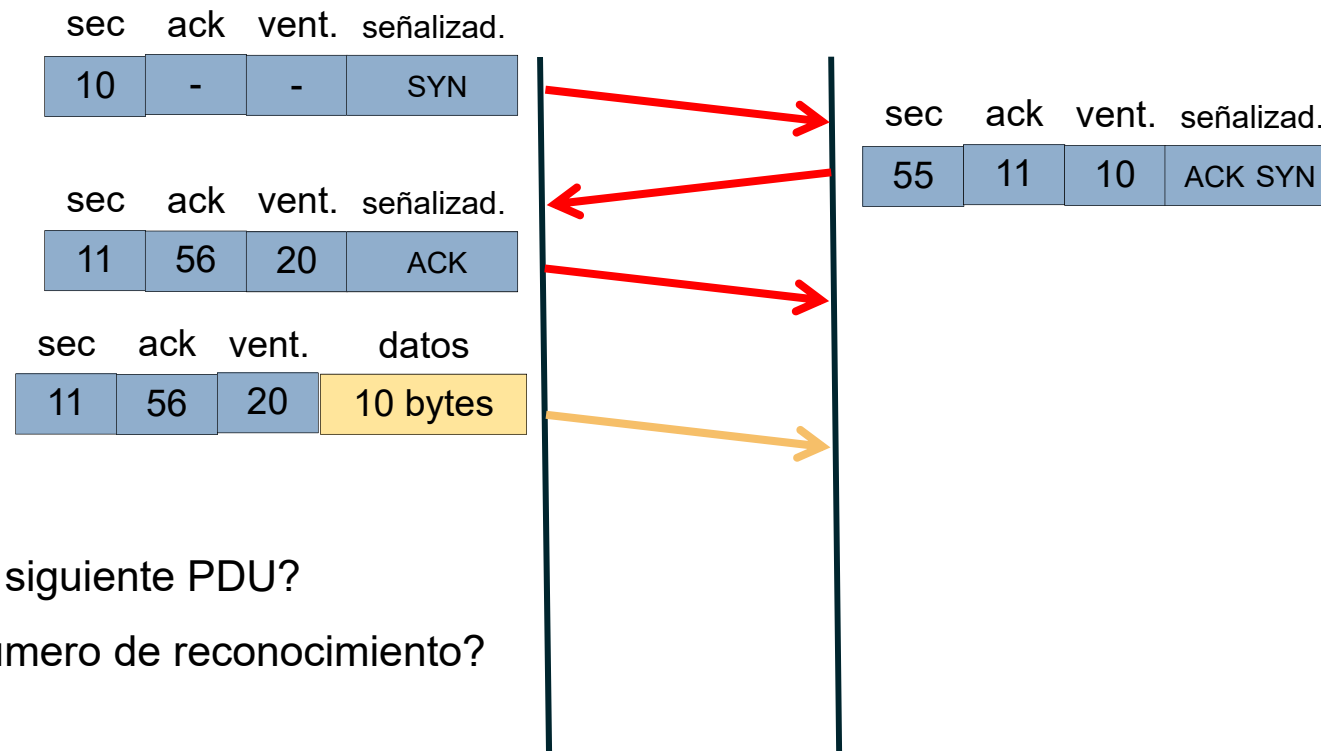 sec ack vent. señalizad.
10 - - SYN
sec ack vent. señalizad.
55 11 10 ACK SYN
sec ack vent. señalizad.
11 56 20 ACK
sec ack vent. datos
11 56 20 10 bytes
siguiente PDU?
de reconocimiento?